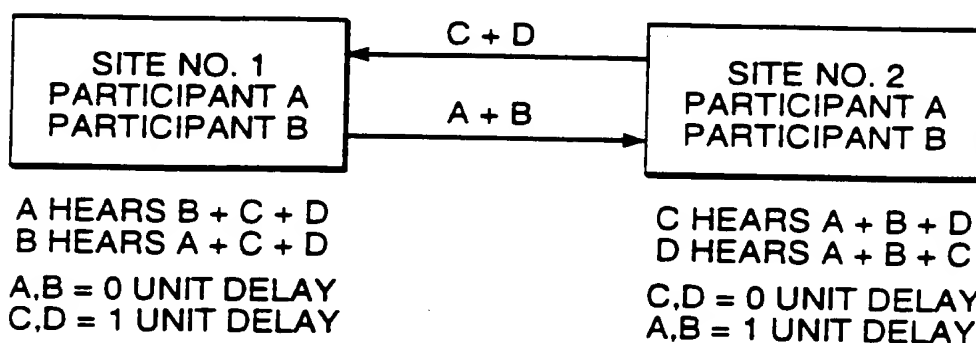 C + D
SITE NO. 1
PARTICIPANT A
PARTICIPANT B
A + B
SITE NO. 2
PARTICIPANT A
PARTICIPANT B
A HEARS B + C + D
B HEARS A + C + D
A,B = 0 UNIT DELAY
C,D = 1 UNIT DELAY
C HEARS A + B + D
D HEARS A + B + C
C,D = 0 UNIT DELAY
A,B = 1 UNIT DELAY